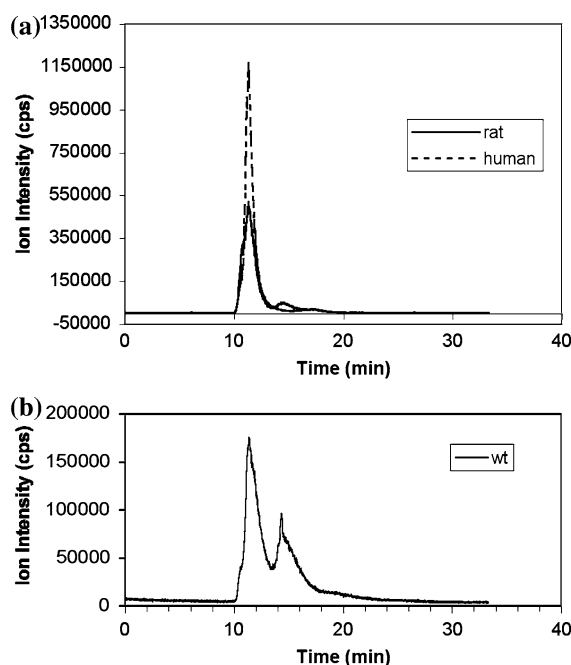 (a)
1350000
1150000
950000
750000
550000
350000
150000
-50000
Ion Intensity (cps)
rat
human
0 10 20 30 40
Time (min)
(b)
200000
150000
100000
50000
0
Ion Intensity (cps)
wt
0 10 20 30 40
Time (min)